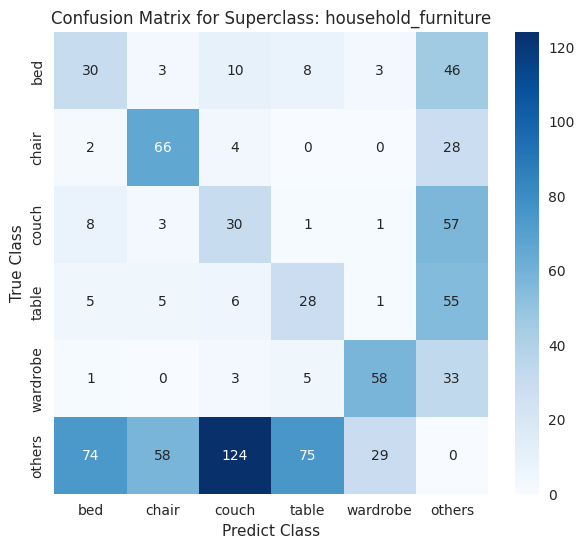 Confusion Matrix for Superclass: household_furniture
True Class
bed 30 3 10 8 3 46
chair 2 66 4 0 0 28
couch 8 3 30 1 1 57
table 5 5 6 28 1 55
wardrobe 1 0 3 5 58 33
others 74 58 124 75 29 0
bed chair couch table wardrobe others
Predict Class
120
100
80
60
40
20
0